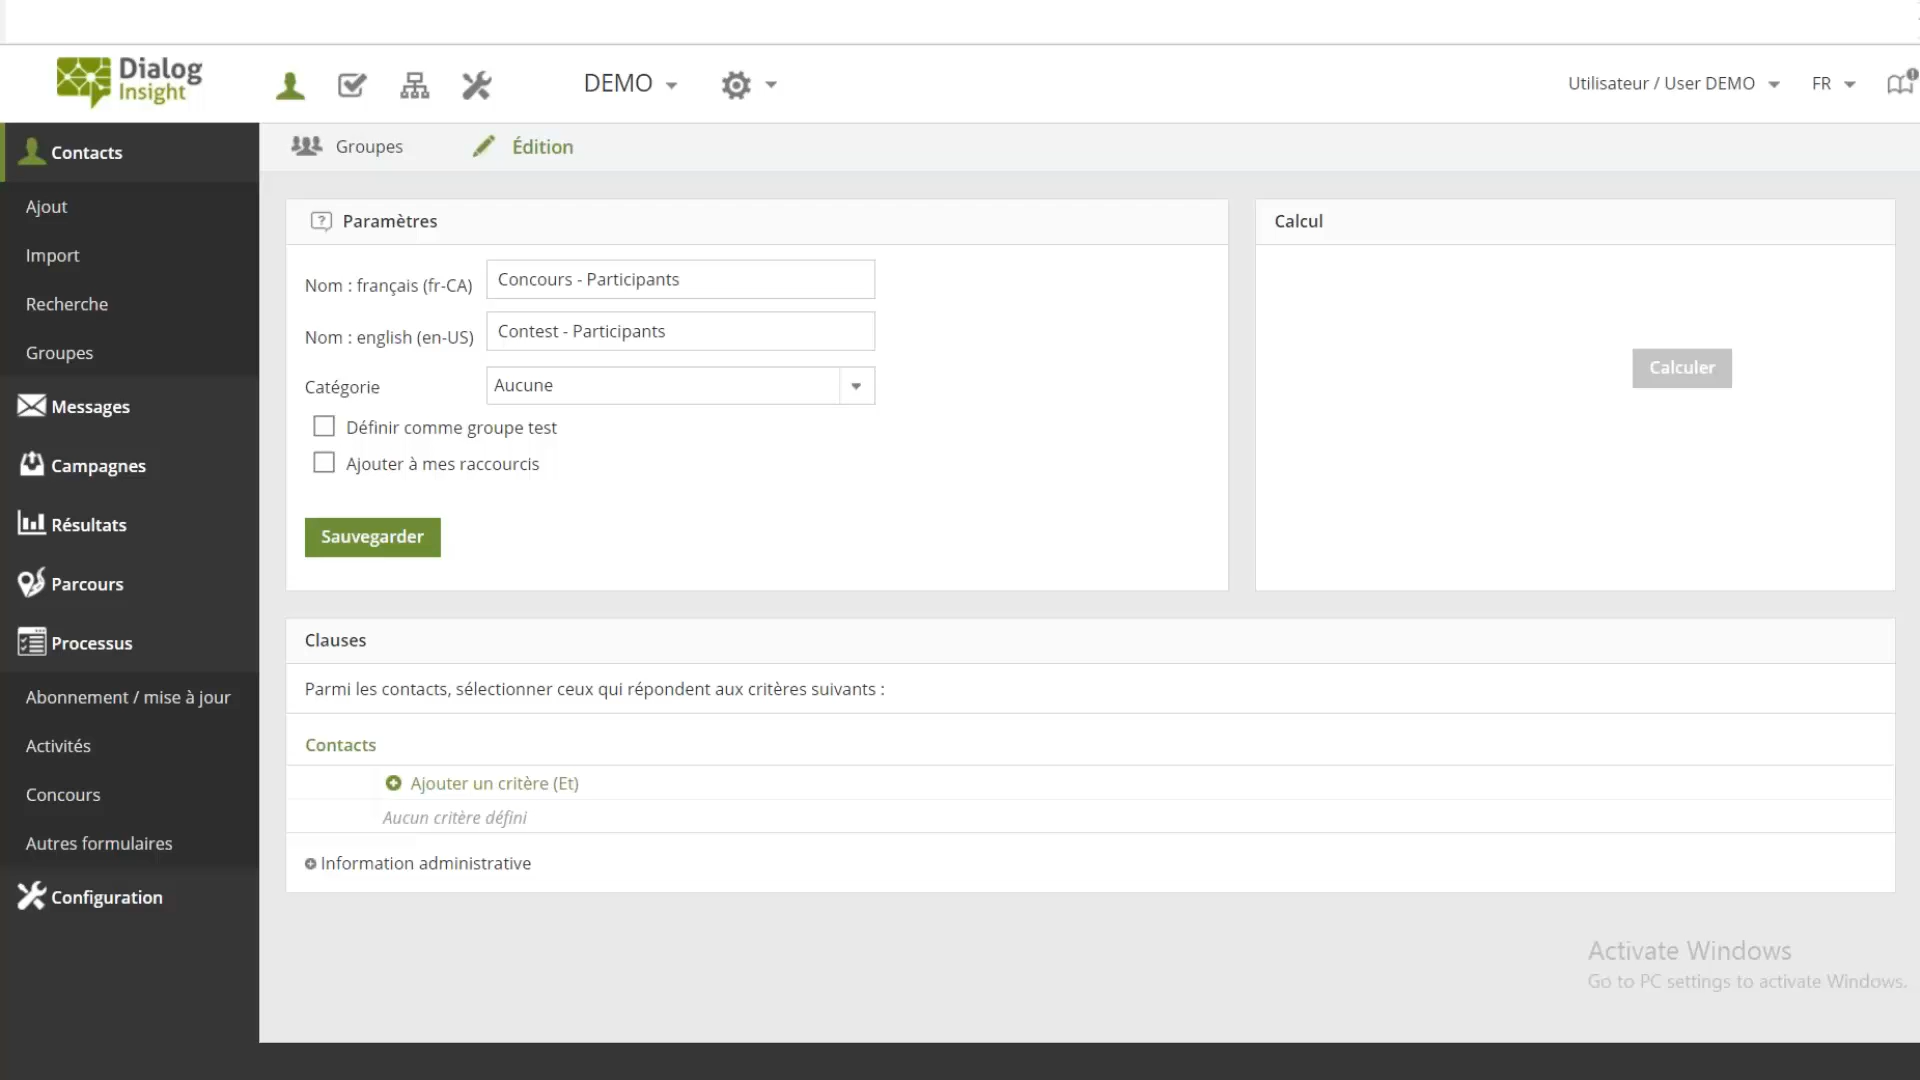 Dialog
Insight
DEMO
Utilisateur / User DEMO
FR
Contacts
Ajout
Import
Recherche
Groupes
Messages
Campagnes
Résultats
Parcours
Processus
Abonnement / mise à jour
Activités
Concours
Autres formulaires
Configuration
Groupes
Édition
Paramètres
Nom : français (fr-CA)
Concours - Participants
Nom : english (en-US)
Contest - Participants
Catégorie
Aucune
Définir comme groupe test
Ajouter à mes raccourcis
Sauvegarder
Calcul
Calculer
Clauses
Parmi les contacts, sélectionner ceux qui répondent aux critères suivants :
Contacts
Ajouter un critère (Et)
Aucun critère défini
Information administrative
Activate Windows
Go to PC settings to activate Windows.